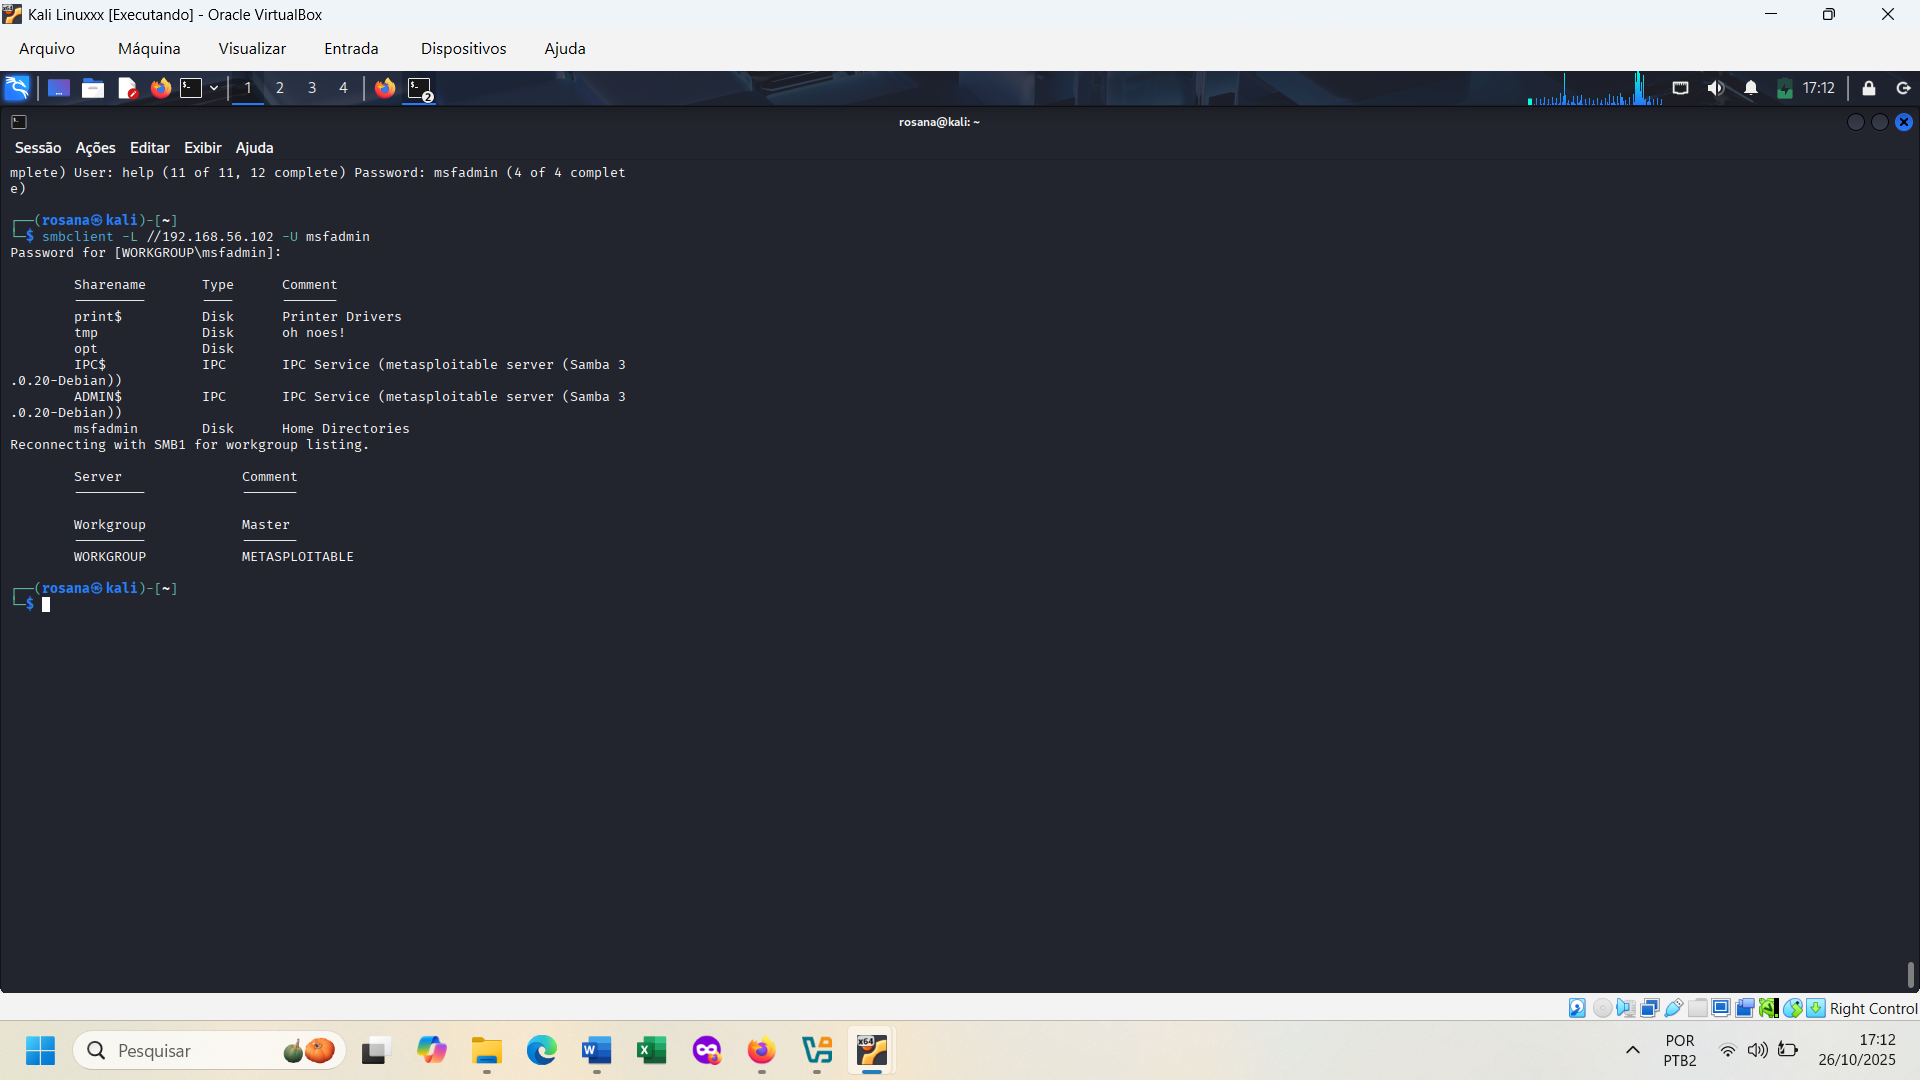 Kali Linuxxx [Executando] - Oracle VirtualBox
Arquivo Máquina Visualizar Entrada Dispositivos Ajuda
1 2 3 4 2 17:12
rosana@kali: ~
Sessão Ações Editar Exibir Ajuda
mplete) User: help (11 of 11, 12 complete) Password: msfadmin (4 of 4 complet
e)
┌──(rosana㉿kali)-[~]
└─$ smbclient -L //192.168.56.102 -U msfadmin
Password for [WORKGROUP\msfadmin]:
Sharename Type Comment
--------- ---- -------
print$ Disk Printer Drivers
tmp Disk oh noes!
opt Disk
IPC$ IPC IPC Service (metasploitable server (Samba 3
.0.20-Debian))
ADMIN$ IPC IPC Service (metasploitable server (Samba 3
.0.20-Debian))
msfadmin Disk Home Directories
Reconnecting with SMB1 for workgroup listing.
Server Comment
--------- -------
Workgroup Master
--------- -------
WORKGROUP METASPLOITABLE
┌──(rosana㉿kali)-[~]
└─$
Right Control
Pesquisar
POR
PTB2
17:12
26/10/2025